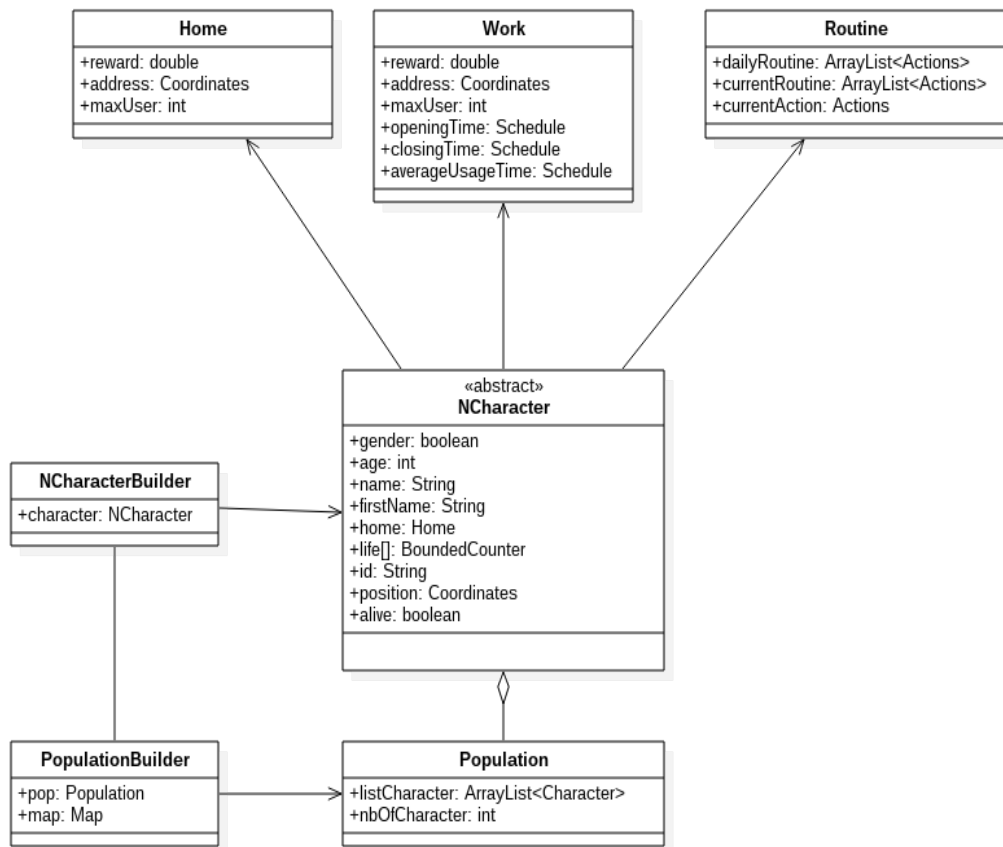 Home
+reward: double
+address: Coordinates
+maxUser: int
Work
+reward: double
+address: Coordinates
+maxUser: int
+openingTime: Schedule
+closingTime: Schedule
+averageUsageTime: Schedule
Routine
+dailyRoutine: ArrayList<Actions>
+currentRoutine: ArrayList<Actions>
+currentAction: Actions
«abstract»
NCharacter
+gender: boolean
+age: int
+name: String
+firstName: String
+home: Home
+life[]: BoundedCounter
+id: String
+position: Coordinates
+alive: boolean
NCharacterBuilder
+character: NCharacter
PopulationBuilder
+pop: Population
+map: Map
Population
+listCharacter: ArrayList<Character>
+nbOfCharacter: int